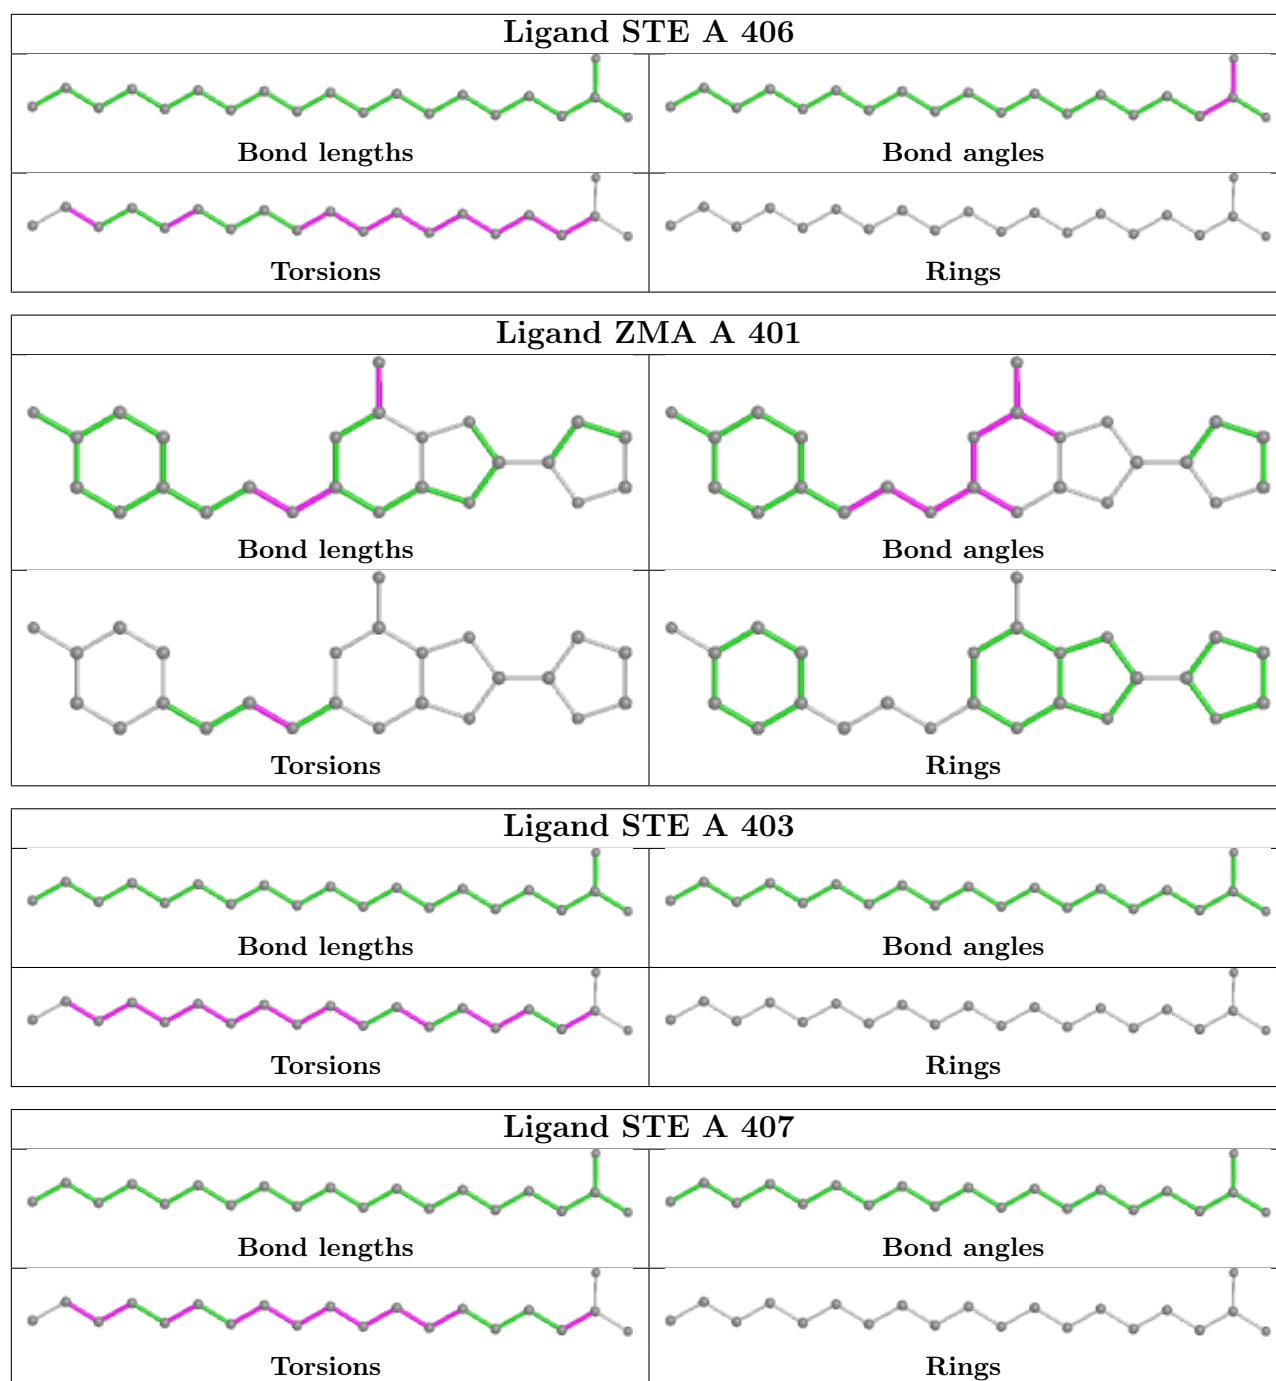 Ligand STE A 406
Bond lengths
Bond angles
Torsions
Rings
Ligand ZMA A 401
Bond lengths
Bond angles
Torsions
Rings
Ligand STE A 403
Bond lengths
Bond angles
Torsions
Rings
Ligand STE A 407
Bond lengths
Bond angles
Torsions
Rings